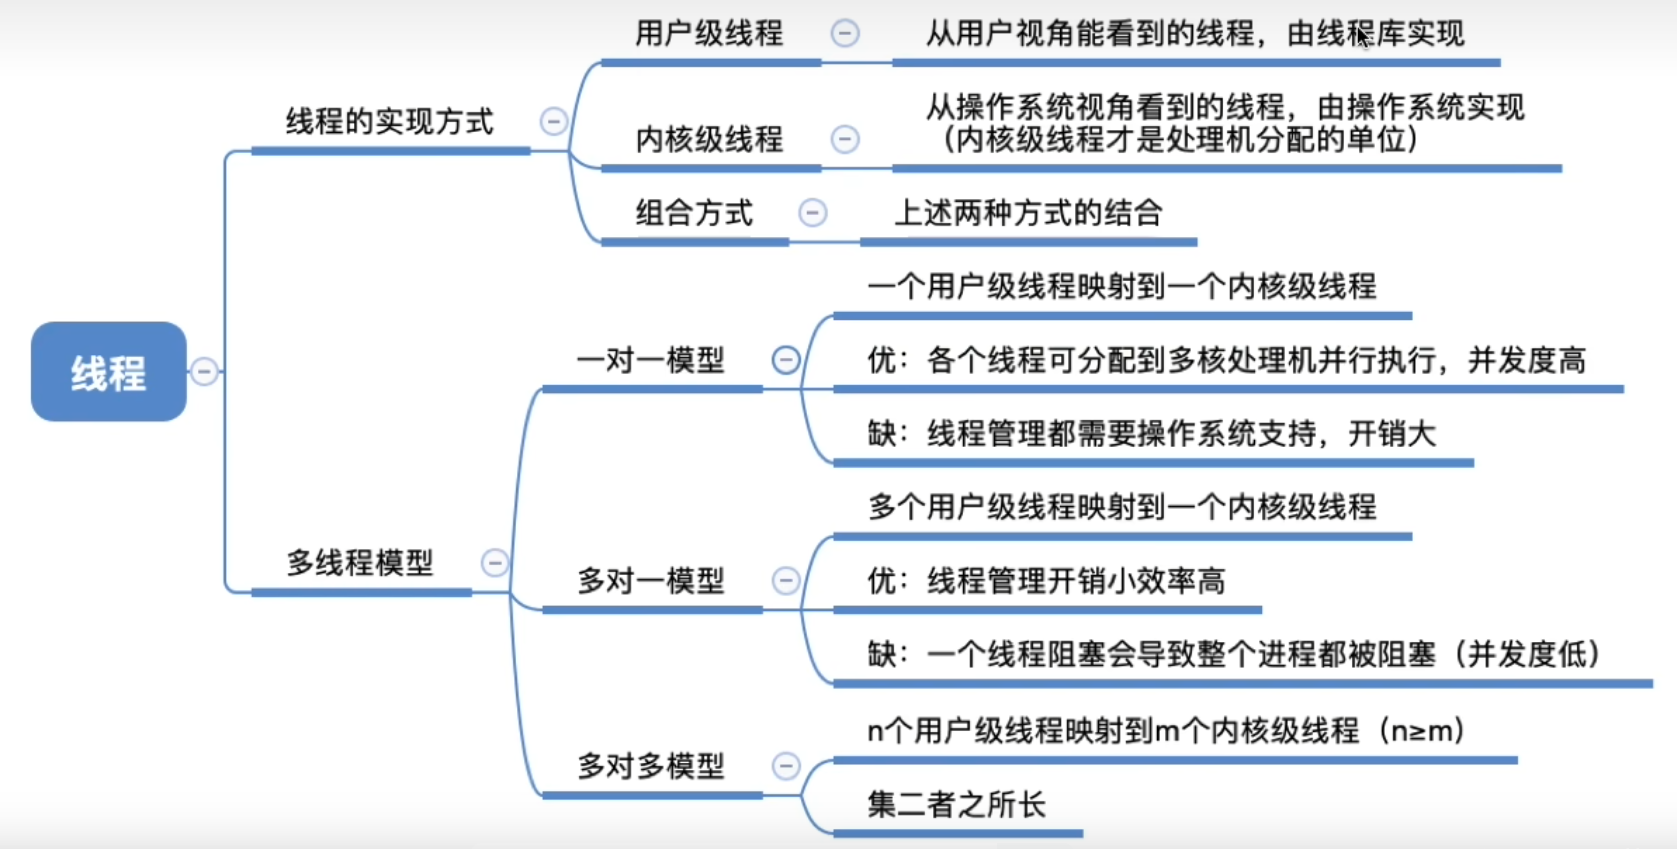 线程
线程的实现方式
用户级线程
从用户视角能看到的线程，由线程库实现
内核级线程
从操作系统视角看到的线程，由操作系统实现
（内核级线程才是处理机分配的单位）
组合方式
上述两种方式的结合
多线程模型
一对一模型
一个用户级线程映射到一个内核级线程
优：各个线程可分配到多核处理机并行执行，并发度高
缺：线程管理都需要操作系统支持，开销大
多对一模型
多个用户级线程映射到一个内核级线程
优：线程管理开销小效率高
缺：一个线程阻塞会导致整个进程都被阻塞（并发度低）
多对多模型
n个用户级线程映射到m个内核级线程（n≥m）
集二者之所长